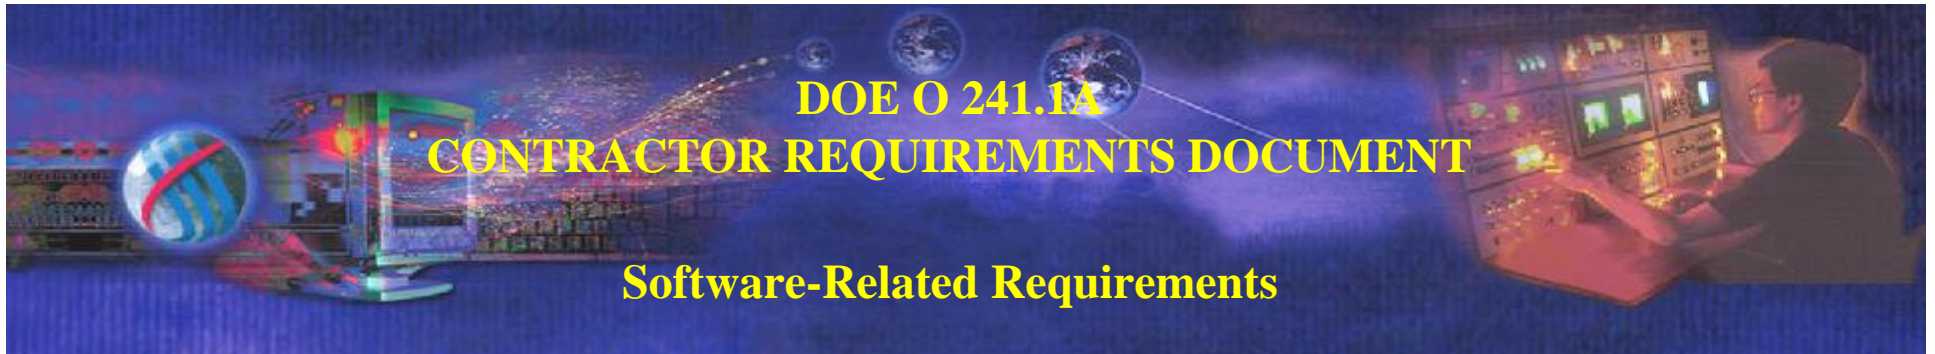 DOE O 241.1A
CONTRACTOR REQUIREMENTS DOCUMENT
Software-Related Requirements